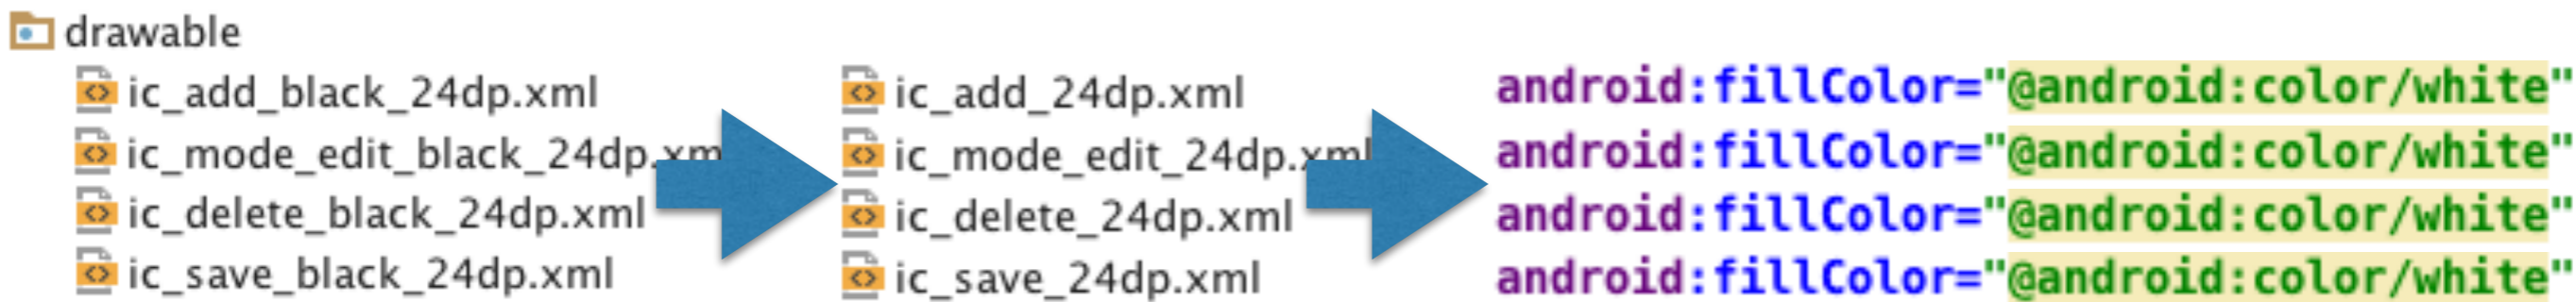 drawable
ic_add_black_24dp.xml
ic_mode_edit_black_24dp.xm
ic_delete_black_24dp.xml
ic_save_black_24dp.xml
ic_add_24dp.xml
ic_mode_edit_24dp.xml
ic_delete_24dp.xml
ic_save_24dp.xml
android:fillColor="@android:color/white"
android:fillColor="@android:color/white"
android:fillColor="@android:color/white"
android:fillColor="@android:color/white"